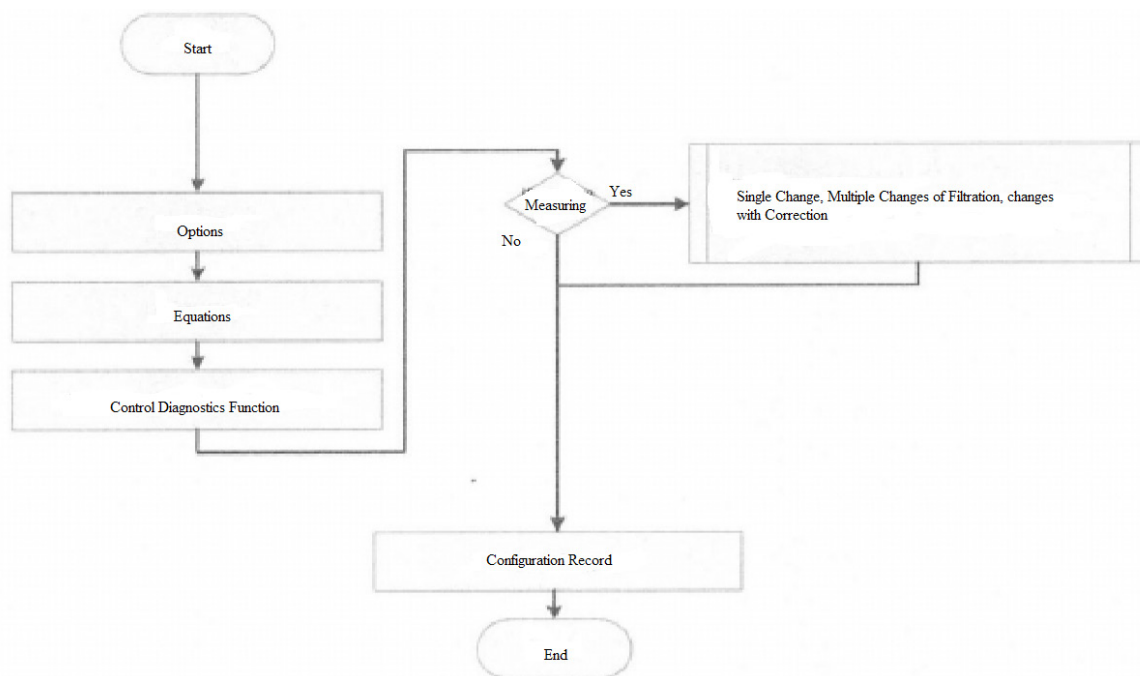 Start
Options
Equations
Control Diagnostics Function
Measuring
Yes
No
Single Change, Multiple Changes of Filtration, changes
with Correction
Configuration Record
End